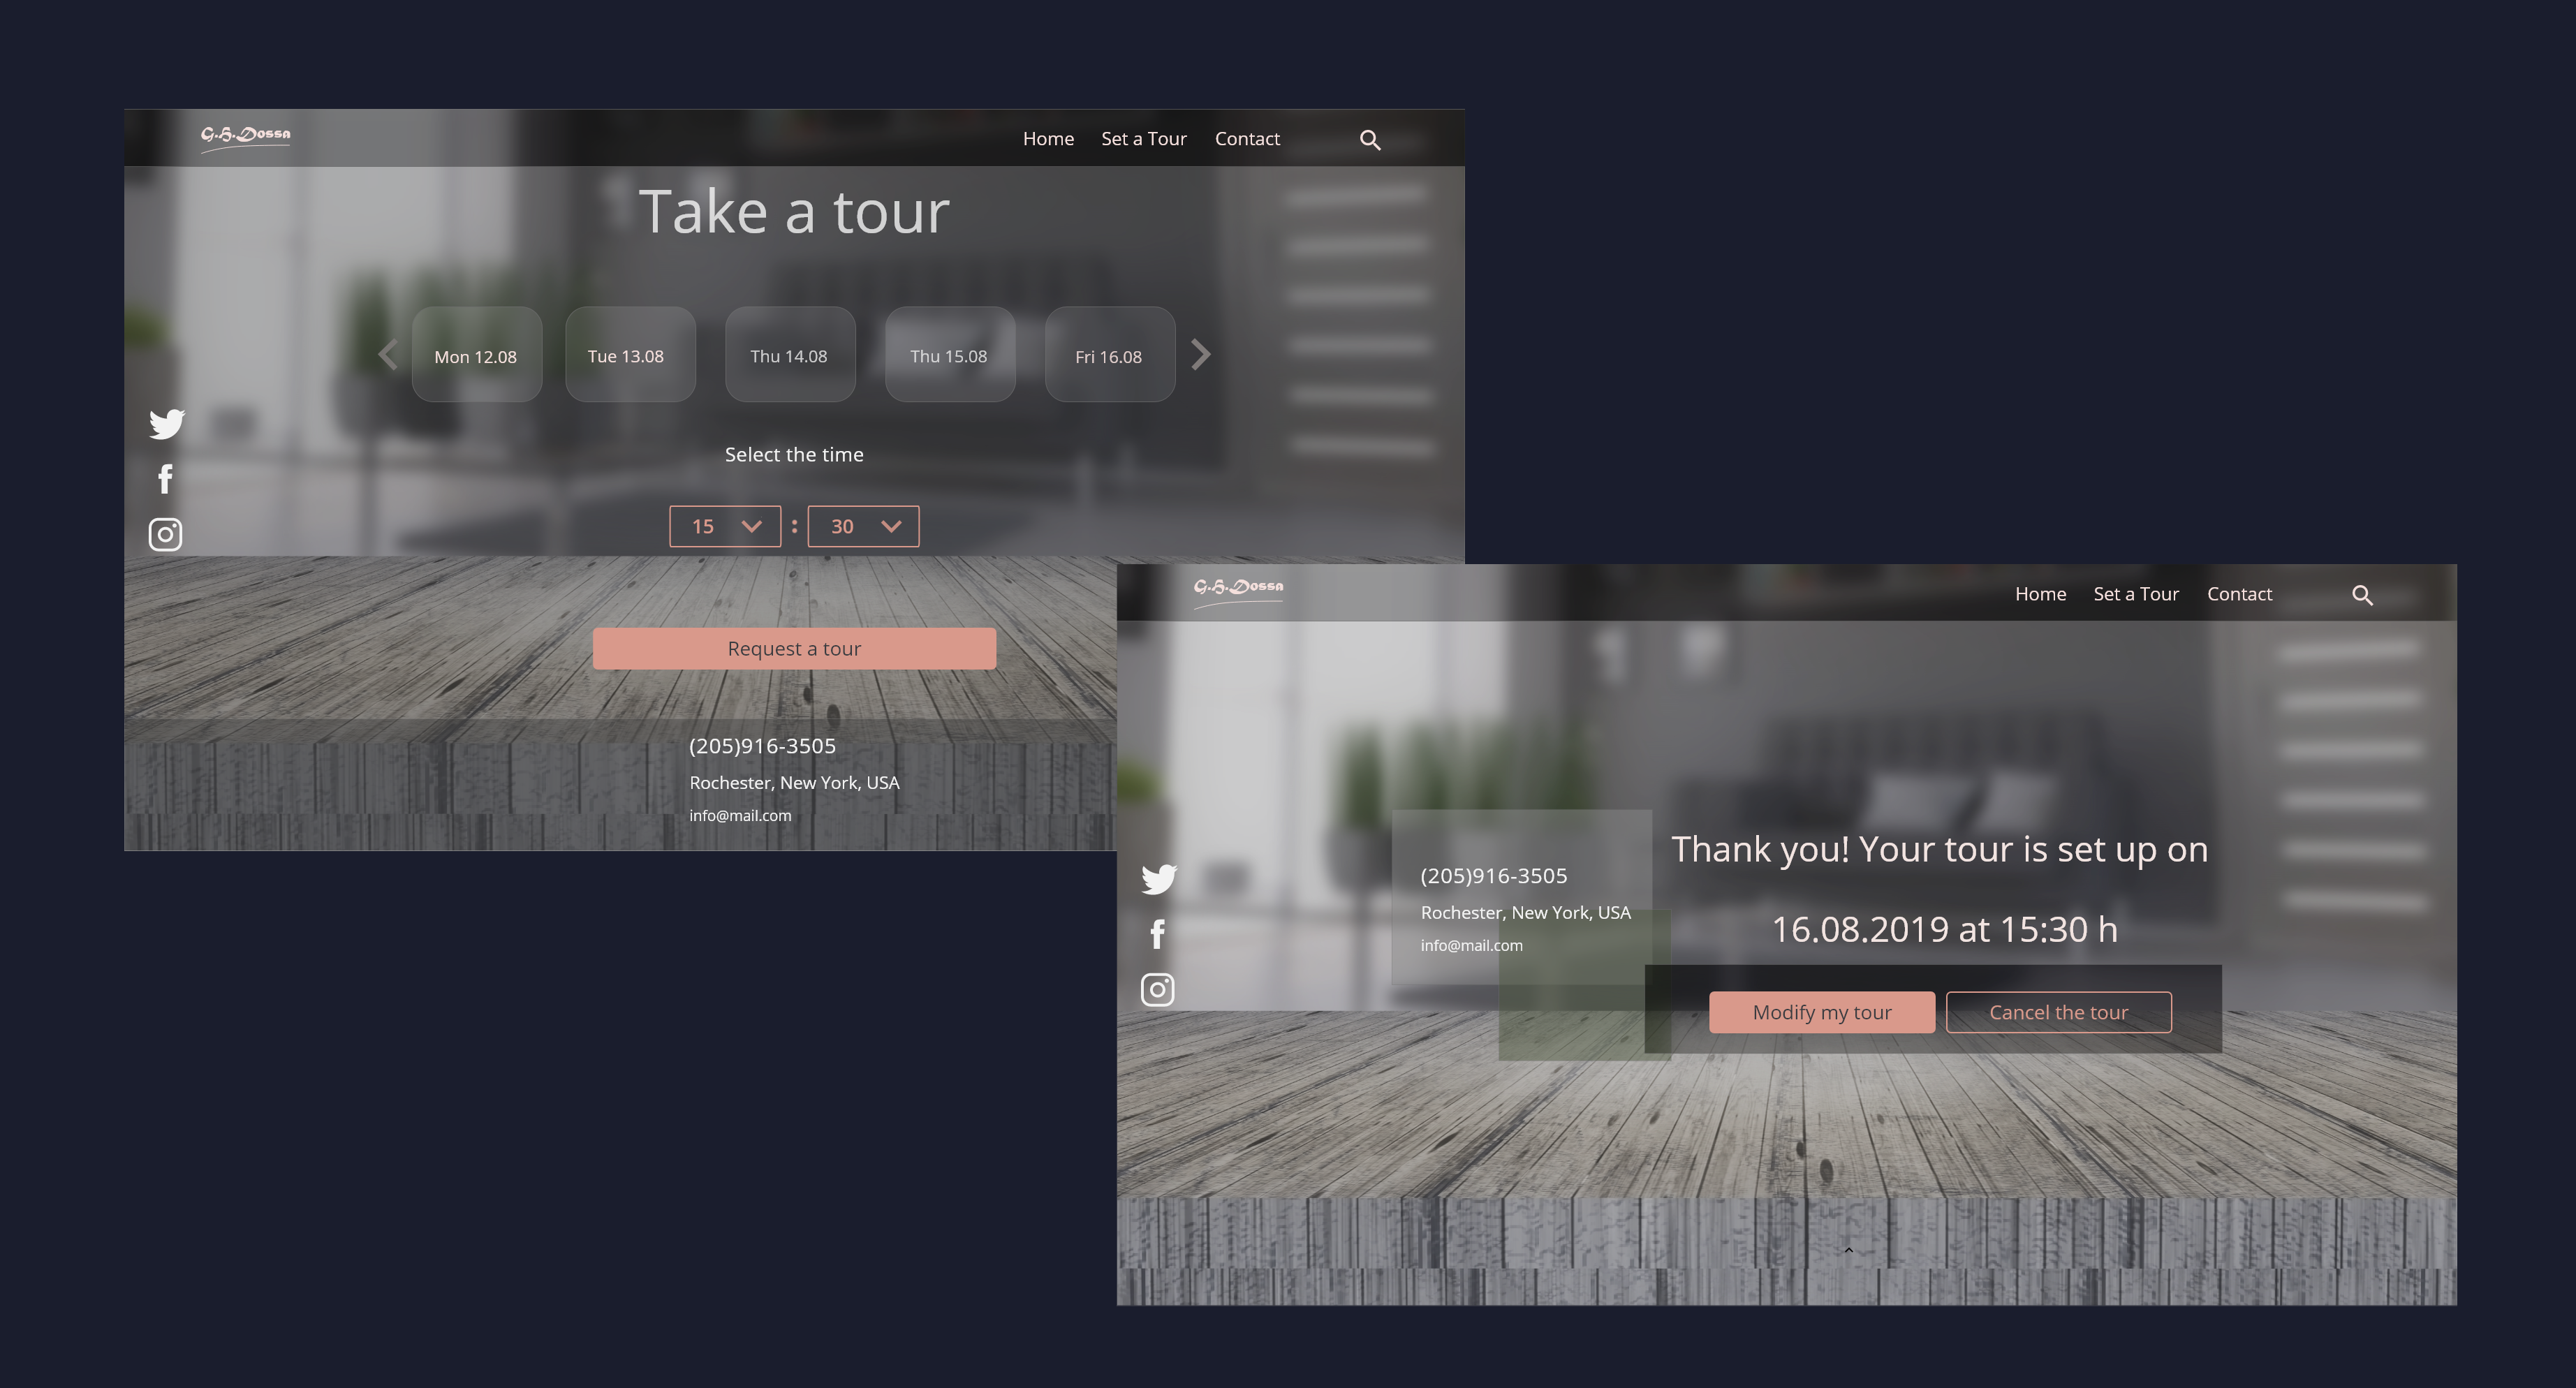 G.H.Dossa
Home Set a Tour Contact
Take a tour
Mon 12.08 Tue 13.08 Thu 14.08 Thu 15.08 Fri 16.08
Select the time
15 : 30
Request a tour
(205)916-3505
Rochester, New York, USA
info@mail.com
G.H.Dossa
Home Set a Tour Contact
(205)916-3505
Rochester, New York, USA
info@mail.com
Thank you! Your tour is set up on
16.08.2019 at 15:30 h
Modify my tour Cancel the tour